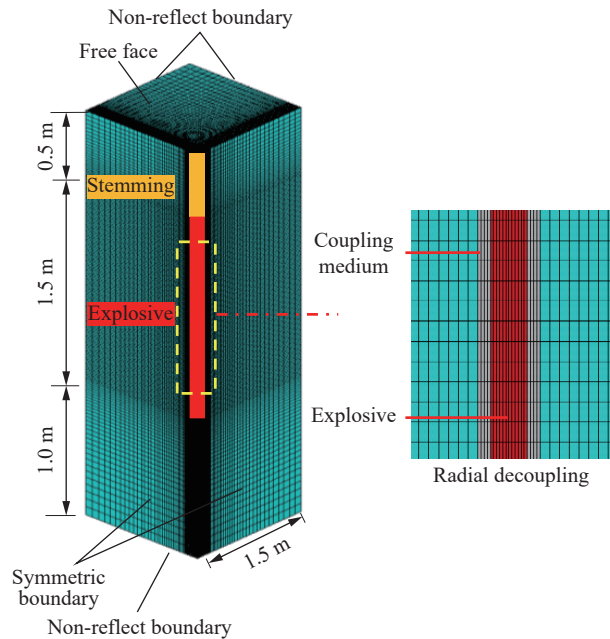 Non-reflect boundary
Free face
0.5 m
Stemming
1.5 m
Explosive
1.0 m
1.5 m
Symmetric
boundary
Non-reflect boundary
Coupling
medium
Explosive
Radial decoupling